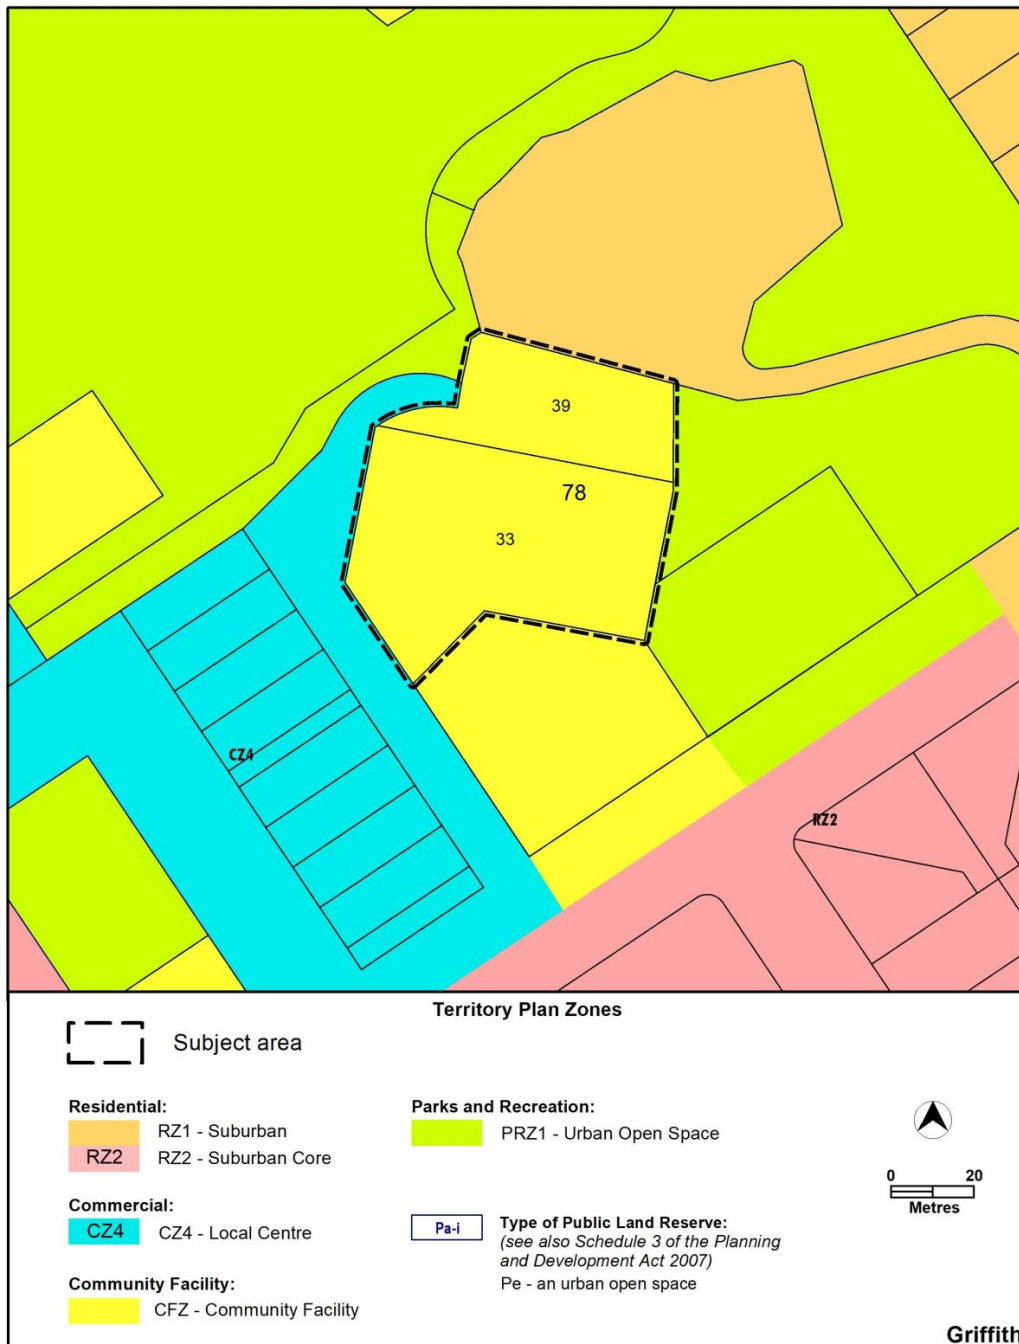 39
78
33
CZ4
RZ2
Territory Plan Zones
Subject area
Residential:
RZ1 - Suburban
RZ2
RZ2 - Suburban Core
Commercial:
CZ4
CZ4 - Local Centre
Community Facility:
CFZ - Community Facility
Parks and Recreation:
PRZ1 - Urban Open Space
Pa-i
Type of Public Land Reserve:
(see also Schedule 3 of the Planning
and Development Act 2007)
Pe - an urban open space
0 20
Metres
Griffith